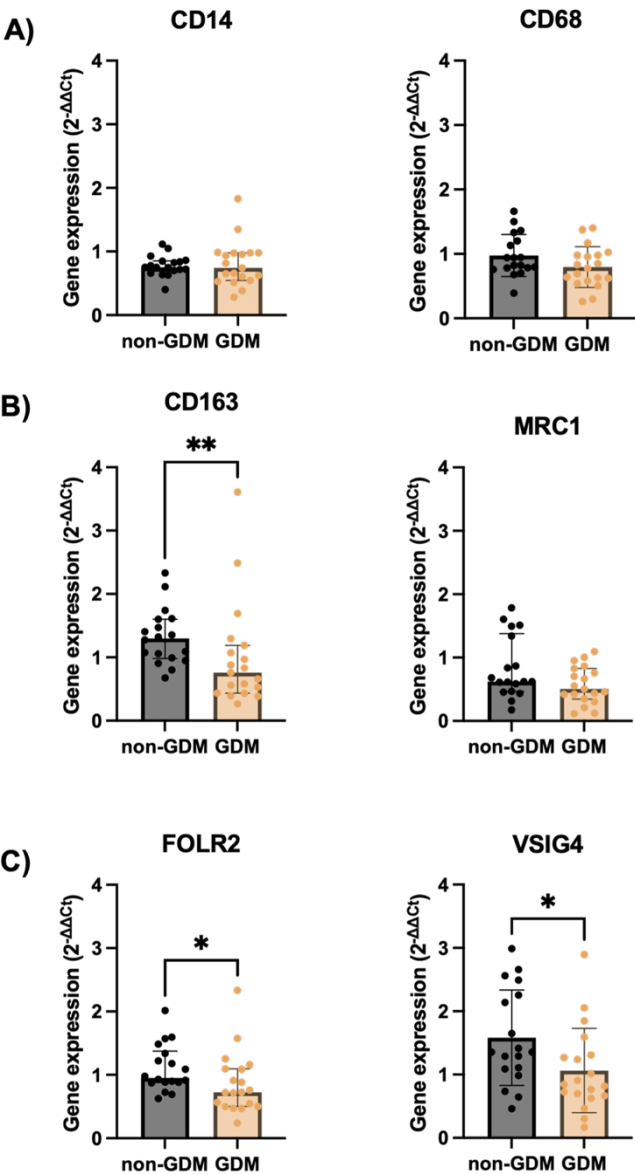 A)
CD14
CD68
Gene expression (2-ΔΔCt)
4
3
2
1
0
non-GDM GDM
Gene expression (2-ΔΔCt)
4
3
2
1
0
non-GDM GDM
B)
CD163
MRC1
**
Gene expression (2-ΔΔCt)
4
3
2
1
0
non-GDM GDM
Gene expression (2-ΔΔCt)
4
3
2
1
0
non-GDM GDM
C)
FOLR2
VSIG4
*
Gene expression (2-ΔΔCt)
4
3
2
1
0
non-GDM GDM
*
Gene expression (2-ΔΔCt)
4
3
2
1
0
non-GDM GDM